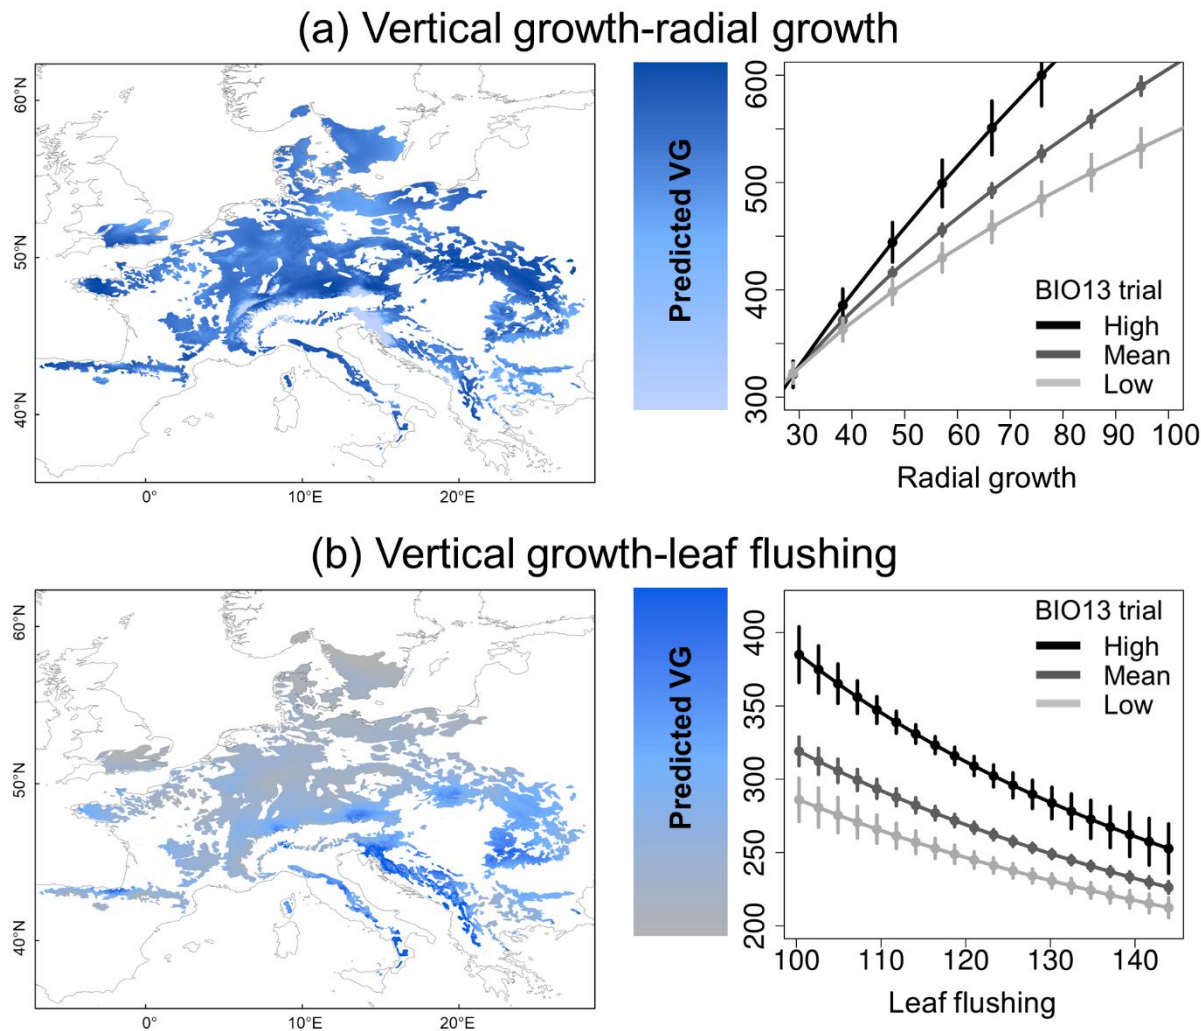 (a) Vertical growth-radial growth
60°N
50°N
40°N
0°
10°E
20°E
Predicted VG
600
500
400
300
BIO13 trial
High
Mean
Low
30 40 50 60 70 80 90 100
Radial growth
(b) Vertical growth-leaf flushing
60°N
50°N
40°N
0°
10°E
20°E
Predicted VG
400
350
300
250
200
BIO13 trial
High
Mean
Low
100 110 120 130 140
Leaf flushing